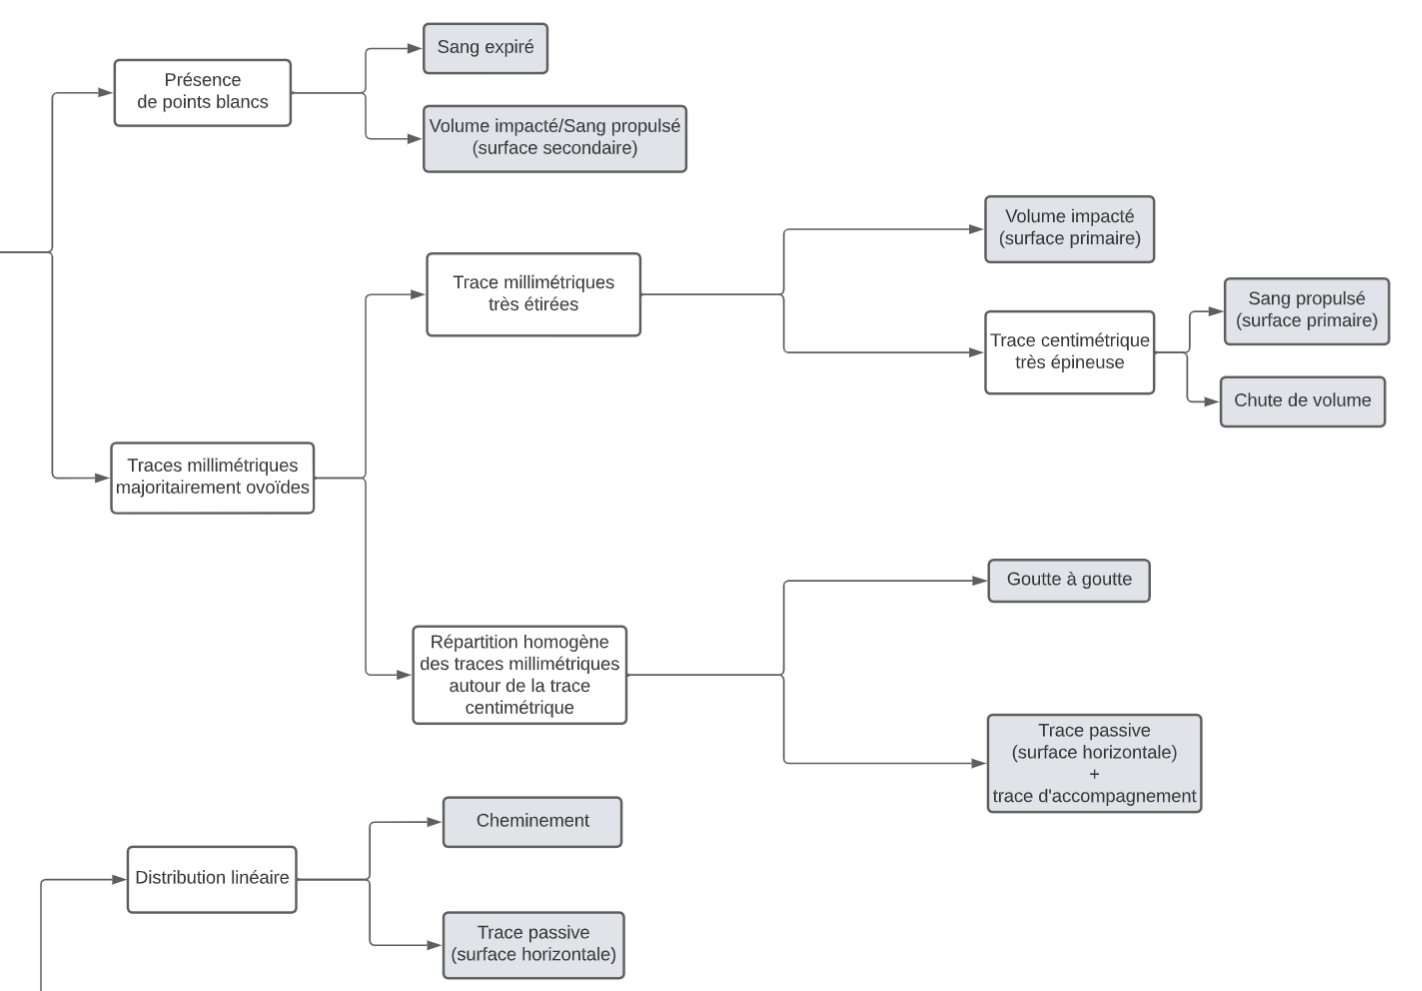 Sang expiré
Présence
de points blancs
Volume impacté/Sang propulsé
(surface secondaire)
Volume impacté
(surface primaire)
Trace millimétriques
très étirées
Sang propulsé
(surface primaire)
Trace centimétrique
très épineuse
Chute de volume
Traces millimétriques
majoritairement ovoïdes
Goutte à goutte
Répartition homogène
des traces millimétriques
autour de la trace
centimétrique
Trace passive
(surface horizontale)
+
trace d'accompagnement
Cheminement
Distribution linéaire
Trace passive
(surface horizontale)